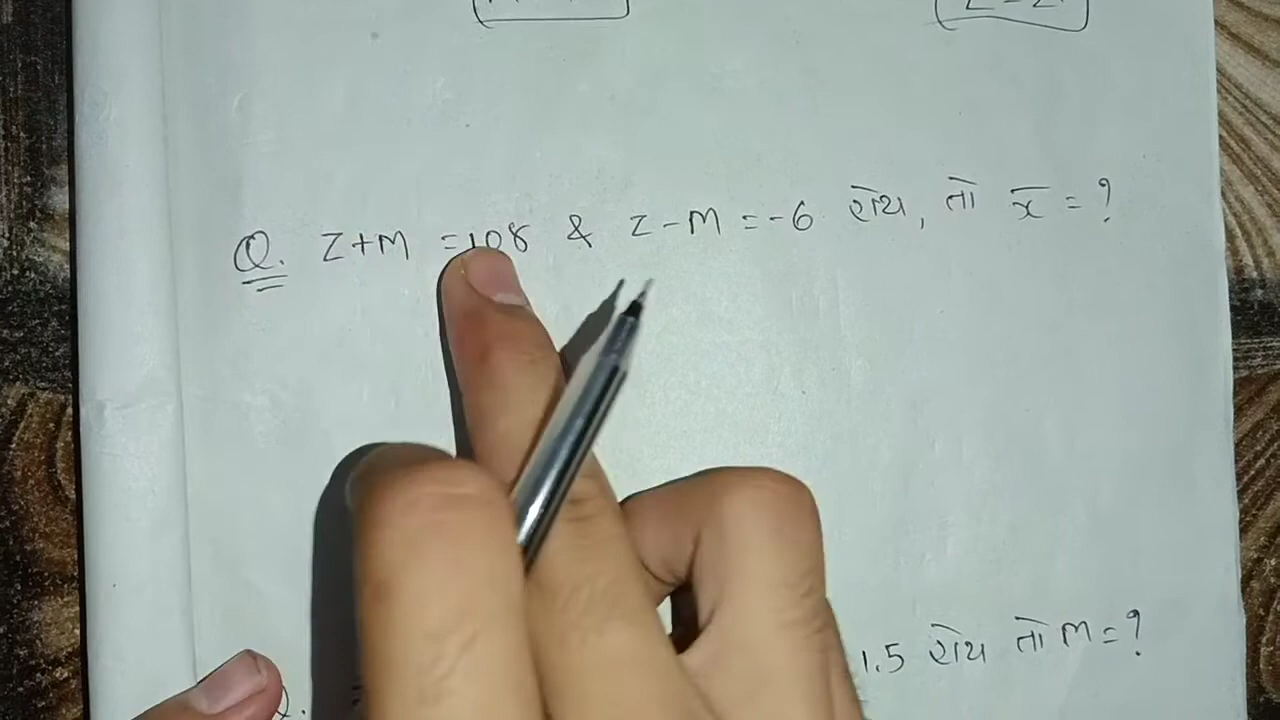 Q. Z+M =108 & Z-M = -6 હોય, તો x̄ = ?
1.5 હોય તો M = ?